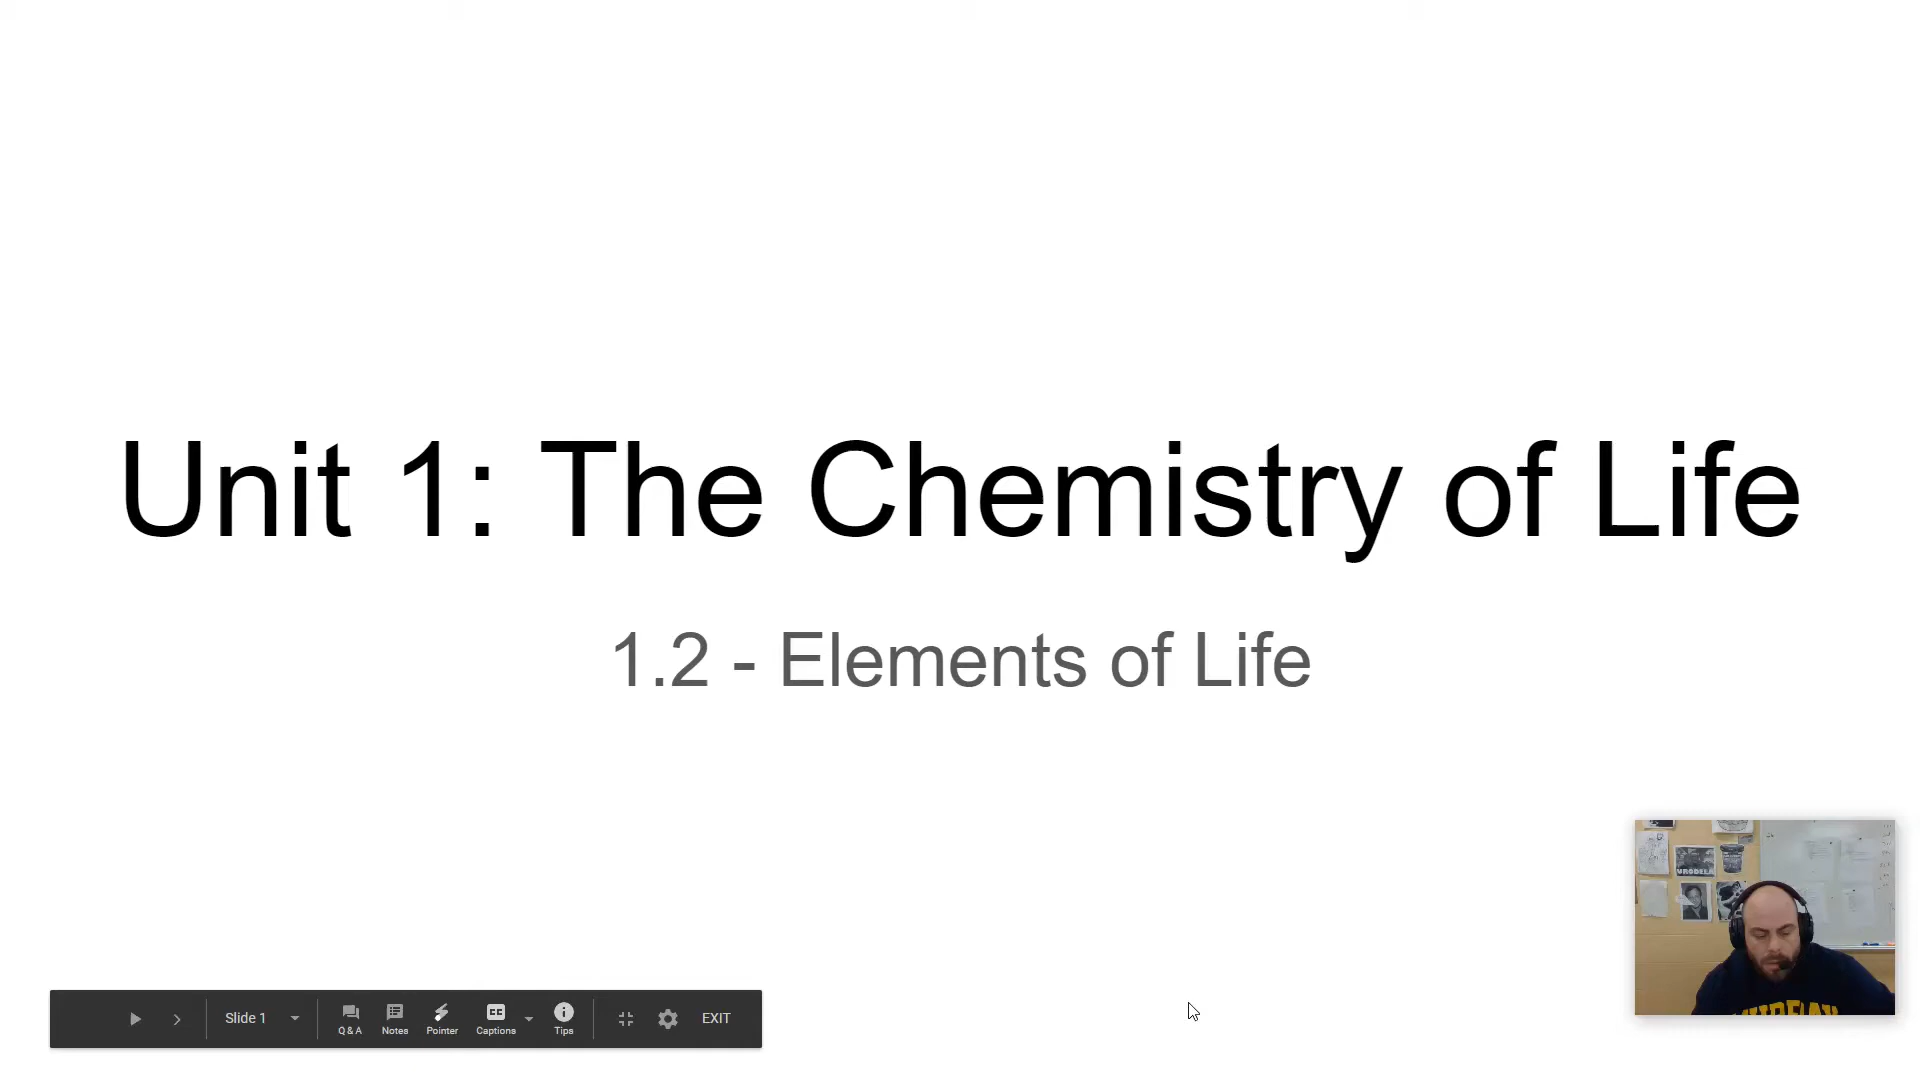 Unit 1: The Chemistry of Life
1.2 - Elements of Life
Slide 1
Q & A
Notes
Pointer
Captions
Tips
EXIT